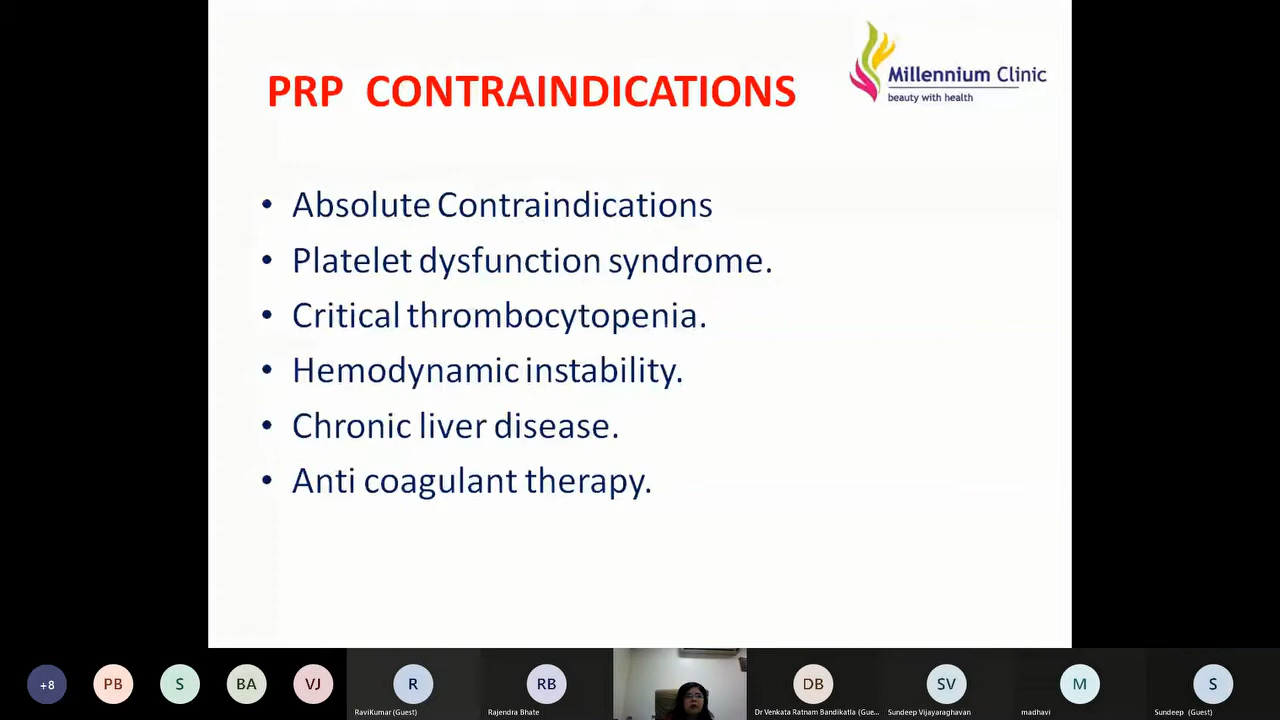 PRP CONTRAINDICATIONS
Millennium Clinic
beauty with health
• Absolute Contraindications
• Platelet dysfunction syndrome.
• Critical thrombocytopenia.
• Hemodynamic instability.
• Chronic liver disease.
• Anti coagulant therapy.
+8
PB
S
BA
VJ
R
RB
DB
SV
M
S
RaviKumar (Guest)
Rajendra Bhate
Dr Venkata Ratnam Bandikatla (Gue...
Sundeep Vijayaraghavan
madhavi
Sundeep (Guest)